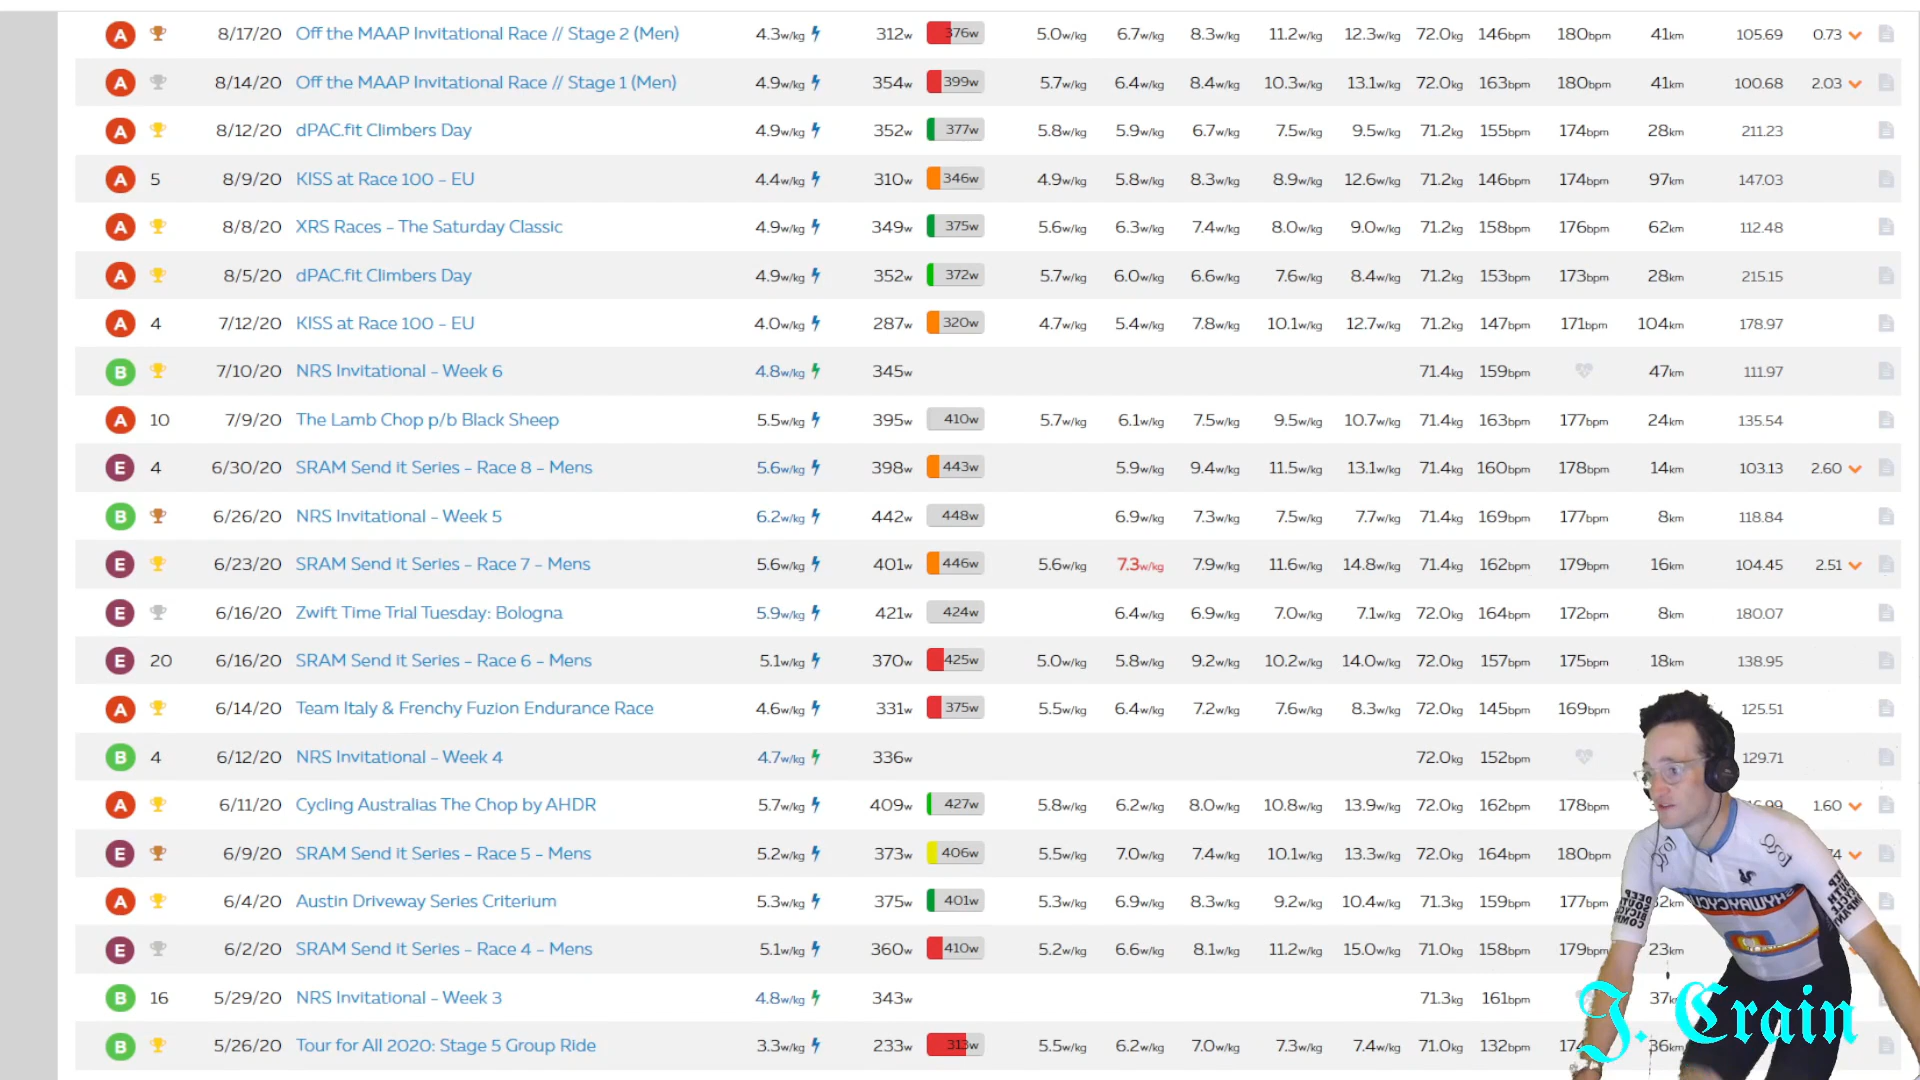 A 8/17/20 Off the MAAP Invitational Race // Stage 2 (Men) 4.3w/kg 312w 376w 5.0w/kg 6.7w/kg 8.3w/kg 11.2w/kg 12.3w/kg 72.0kg 146bpm 180bpm 41km 105.69 0.73
A 8/14/20 Off the MAAP Invitational Race // Stage 1 (Men) 4.9w/kg 354w 399w 5.7w/kg 6.4w/kg 8.4w/kg 10.3w/kg 13.1w/kg 72.0kg 163bpm 180bpm 41km 100.68 2.03
A 8/12/20 dPAC.fit Climbers Day 4.9w/kg 352w 377w 5.8w/kg 5.9w/kg 6.7w/kg 7.5w/kg 9.5w/kg 71.2kg 155bpm 174bpm 28km 211.23
A 5 8/9/20 KISS at Race 100 - EU 4.4w/kg 310w 346w 4.9w/kg 5.8w/kg 8.3w/kg 8.9w/kg 12.6w/kg 71.2kg 146bpm 174bpm 97km 147.03
A 8/8/20 XRS Races - The Saturday Classic 4.9w/kg 349w 375w 5.6w/kg 6.3w/kg 7.4w/kg 8.0w/kg 9.0w/kg 71.2kg 158bpm 176bpm 62km 112.48
A 8/5/20 dPAC.fit Climbers Day 4.9w/kg 352w 372w 5.7w/kg 6.0w/kg 6.6w/kg 7.6w/kg 8.4w/kg 71.2kg 153bpm 173bpm 28km 215.15
A 4 7/12/20 KISS at Race 100 - EU 4.0w/kg 287w 320w 4.7w/kg 5.4w/kg 7.8w/kg 10.1w/kg 12.7w/kg 71.2kg 147bpm 171bpm 104km 178.97
B 7/10/20 NRS Invitational - Week 6 4.8w/kg 345w 71.4kg 159bpm 47km 111.97
A 10 7/9/20 The Lamb Chop p/b Black Sheep 5.5w/kg 395w 410w 5.7w/kg 6.1w/kg 7.5w/kg 9.5w/kg 10.7w/kg 71.4kg 163bpm 177bpm 24km 135.54
E 4 6/30/20 SRAM Send it Series - Race 8 - Mens 5.6w/kg 398w 443w 5.9w/kg 9.4w/kg 11.5w/kg 13.1w/kg 71.4kg 160bpm 178bpm 14km 103.13 2.60
B 6/26/20 NRS Invitational - Week 5 6.2w/kg 442w 448w 6.9w/kg 7.3w/kg 7.5w/kg 7.7w/kg 71.4kg 169bpm 177bpm 8km 118.84
E 6/23/20 SRAM Send it Series - Race 7 - Mens 5.6w/kg 401w 446w 5.6w/kg 7.3w/kg 7.9w/kg 11.6w/kg 14.8w/kg 71.4kg 162bpm 179bpm 16km 104.45 2.51
E 6/16/20 Zwift Time Trial Tuesday: Bologna 5.9w/kg 421w 424w 6.4w/kg 6.9w/kg 7.0w/kg 7.1w/kg 72.0kg 164bpm 172bpm 8km 180.07
E 20 6/16/20 SRAM Send it Series - Race 6 - Mens 5.1w/kg 370w 425w 5.0w/kg 5.8w/kg 9.2w/kg 10.2w/kg 14.0w/kg 72.0kg 157bpm 175bpm 18km 138.95
A 6/14/20 Team Italy & Frenchy Fuzion Endurance Race 4.6w/kg 331w 375w 5.5w/kg 6.4w/kg 7.2w/kg 7.6w/kg 8.3w/kg 72.0kg 145bpm 169bpm 125.51
B 4 6/12/20 NRS Invitational - Week 4 4.7w/kg 336w 72.0kg 152bpm 129.71
A 6/11/20 Cycling Australias The Chop by AHDR 5.7w/kg 409w 427w 5.8w/kg 6.2w/kg 8.0w/kg 10.8w/kg 13.9w/kg 72.0kg 162bpm 178bpm 1.60
E 6/9/20 SRAM Send it Series - Race 5 - Mens 5.2w/kg 373w 406w 5.5w/kg 7.0w/kg 7.4w/kg 10.1w/kg 13.3w/kg 72.0kg 164bpm 180bpm
A 6/4/20 Austin Driveway Series Criterium 5.3w/kg 375w 401w 5.3w/kg 6.9w/kg 8.3w/kg 9.2w/kg 10.4w/kg 71.3kg 159bpm 177bpm
E 6/2/20 SRAM Send it Series - Race 4 - Mens 5.1w/kg 360w 410w 5.2w/kg 6.6w/kg 8.1w/kg 11.2w/kg 15.0w/kg 71.0kg 158bpm 179bpm 23km
B 16 5/29/20 NRS Invitational - Week 3 4.8w/kg 343w 71.3kg 161bpm
B 5/26/20 Tour for All 2020: Stage 5 Group Ride 3.3w/kg 233w 313w 5.5w/kg 6.2w/kg 7.0w/kg 7.3w/kg 7.4w/kg 71.0kg 132bpm 36km
J. Crain